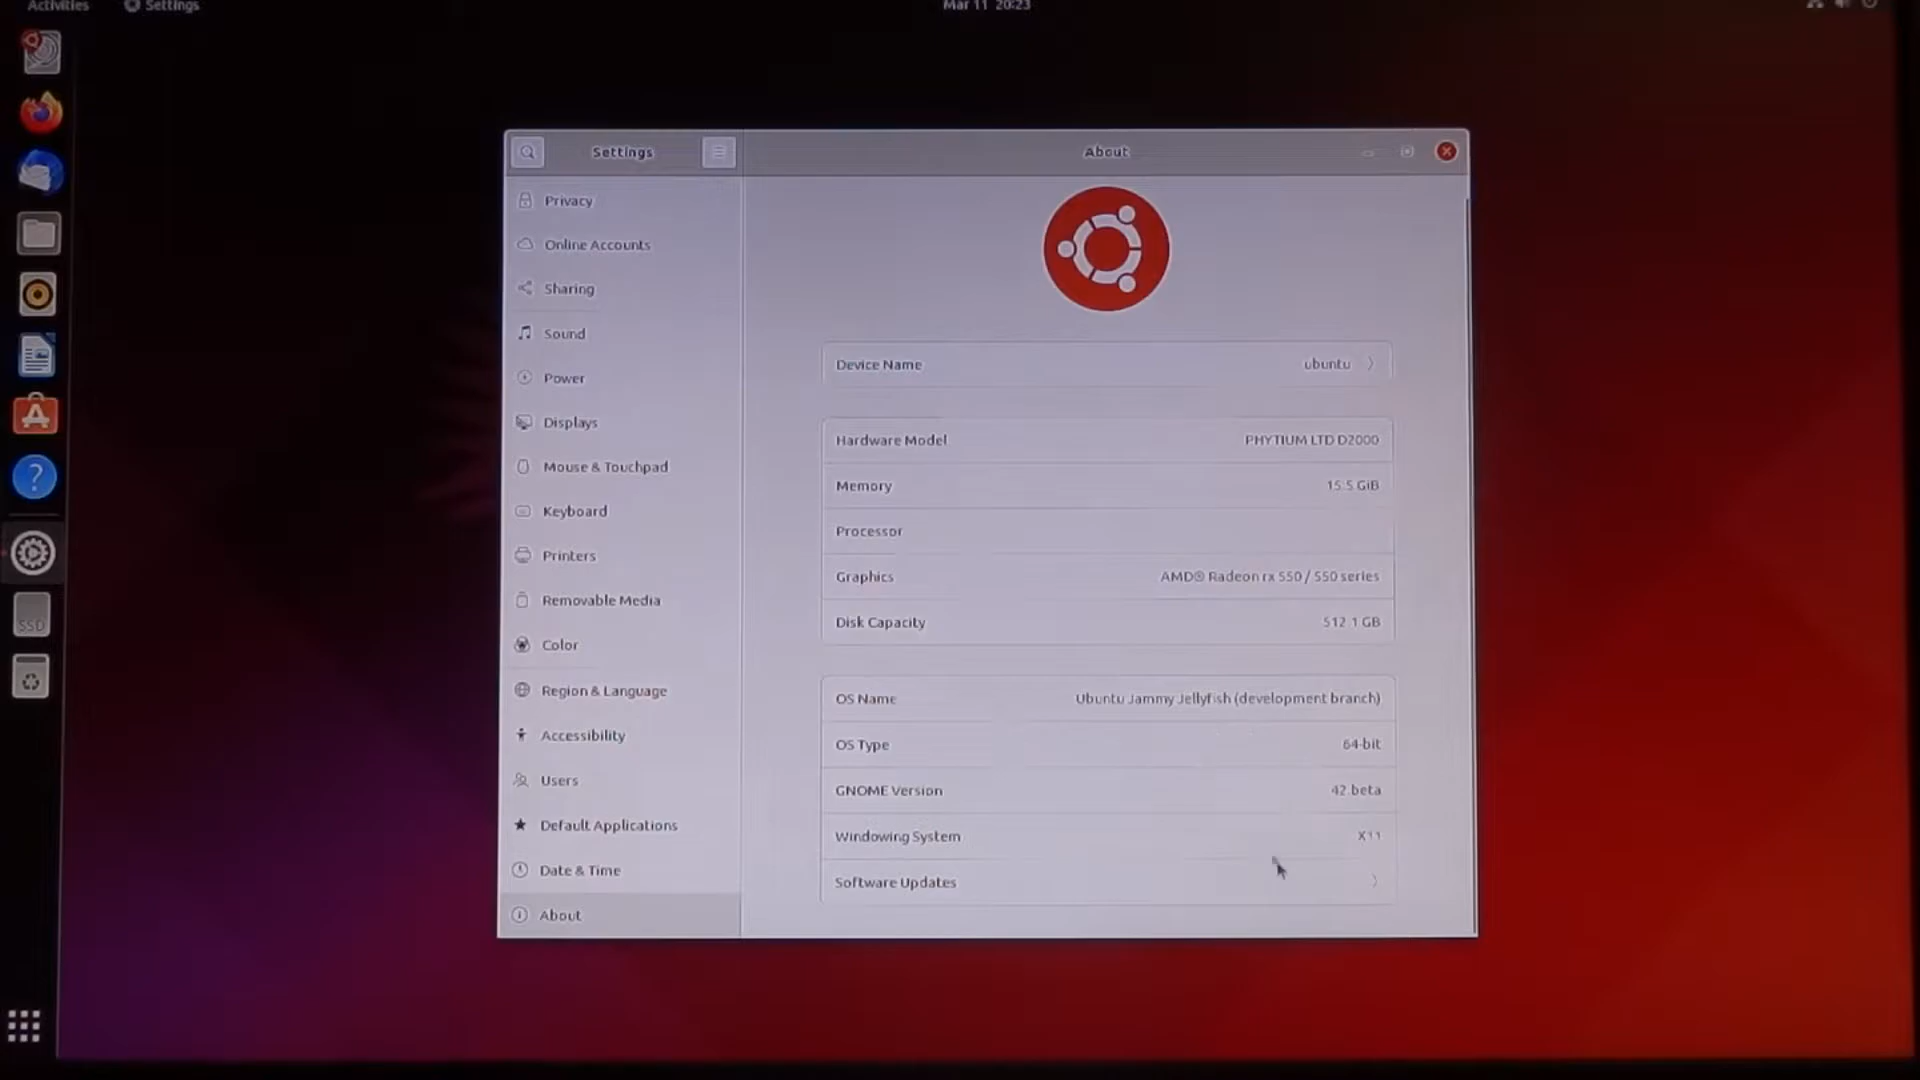 Activities Settings Mar 11 20:23
Settings About
Privacy
Online Accounts
Sharing
Sound
Power
Displays
Mouse & Touchpad
Keyboard
Printers
Removable Media
Color
Region & Language
Accessibility
Users
Default Applications
Date & Time
About
Device Name ubuntu
Hardware Model PHYTIUM LTD D2000
Memory 15.5 GiB
Processor
Graphics AMD® Radeon rx 550 / 550 series
Disk Capacity 512.1 GB
OS Name Ubuntu Jammy Jellyfish (development branch)
OS Type 64-bit
GNOME Version 42.beta
Windowing System X11
Software Updates
SSD